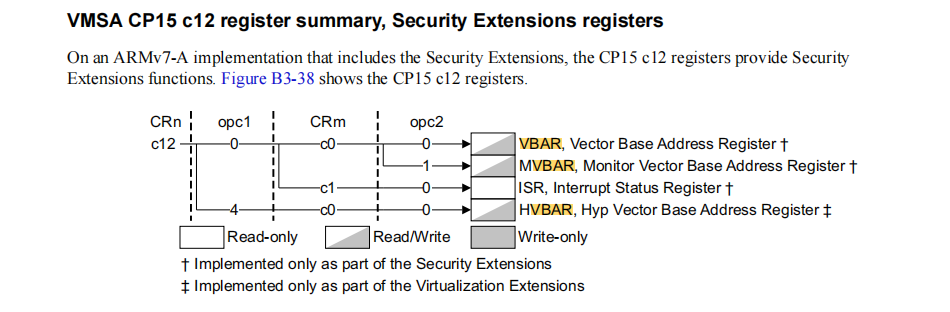 VMSA CP15 c12 register summary, Security Extensions registers
On an ARMv7-A implementation that includes the Security Extensions, the CP15 c12 registers provide Security
Extensions functions. Figure B3-38 shows the CP15 c12 registers.
CRn opc1 CRm opc2
c12 0 c0 0 VBAR, Vector Base Address Register †
1 MVBAR, Monitor Vector Base Address Register †
c1 0 ISR, Interrupt Status Register †
4 c0 0 HVBAR, Hyp Vector Base Address Register ‡
Read-only Read/Write Write-only
† Implemented only as part of the Security Extensions
‡ Implemented only as part of the Virtualization Extensions